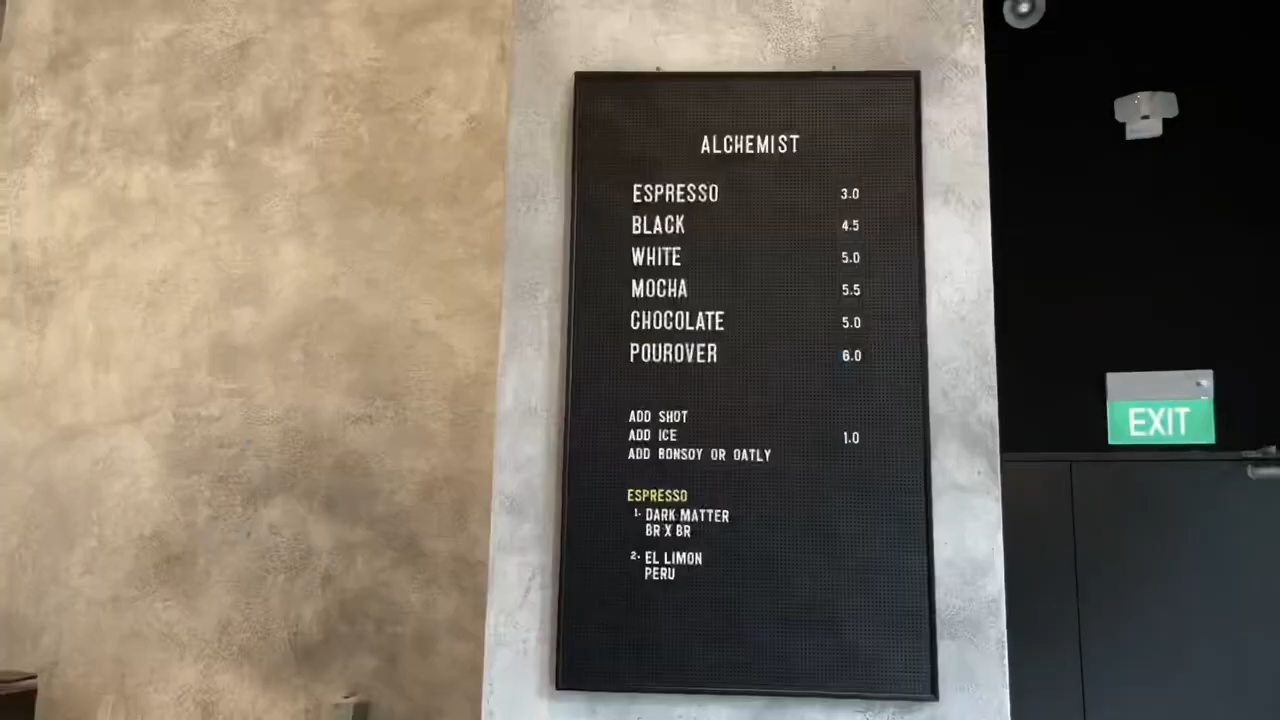 ALCHEMIST
ESPRESSO 3.0
BLACK 4.5
WHITE 5.0
MOCHA 5.5
CHOCOLATE 5.0
POUROVER 6.0
ADD SHOT
ADD ICE 1.0
ADD BONSOY OR OATLY
ESPRESSO
1. DARK MATTER
BR X BR
2. EL LIMON
PERU
EXIT